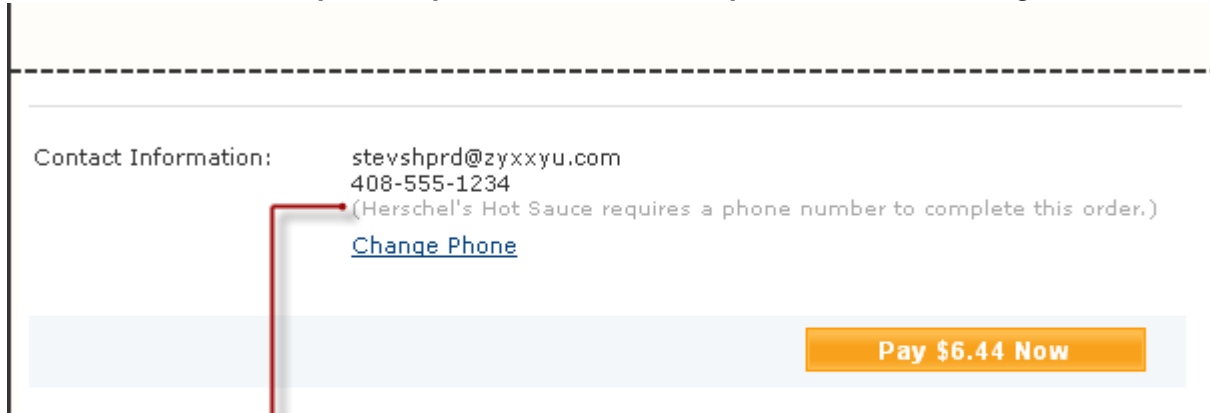 Contact Information:
stevshprd@zyxxyu.com
408-555-1234
(Herschel's Hot Sauce requires a phone number to complete this order.)
Change Phone
Pay $6.44 Now